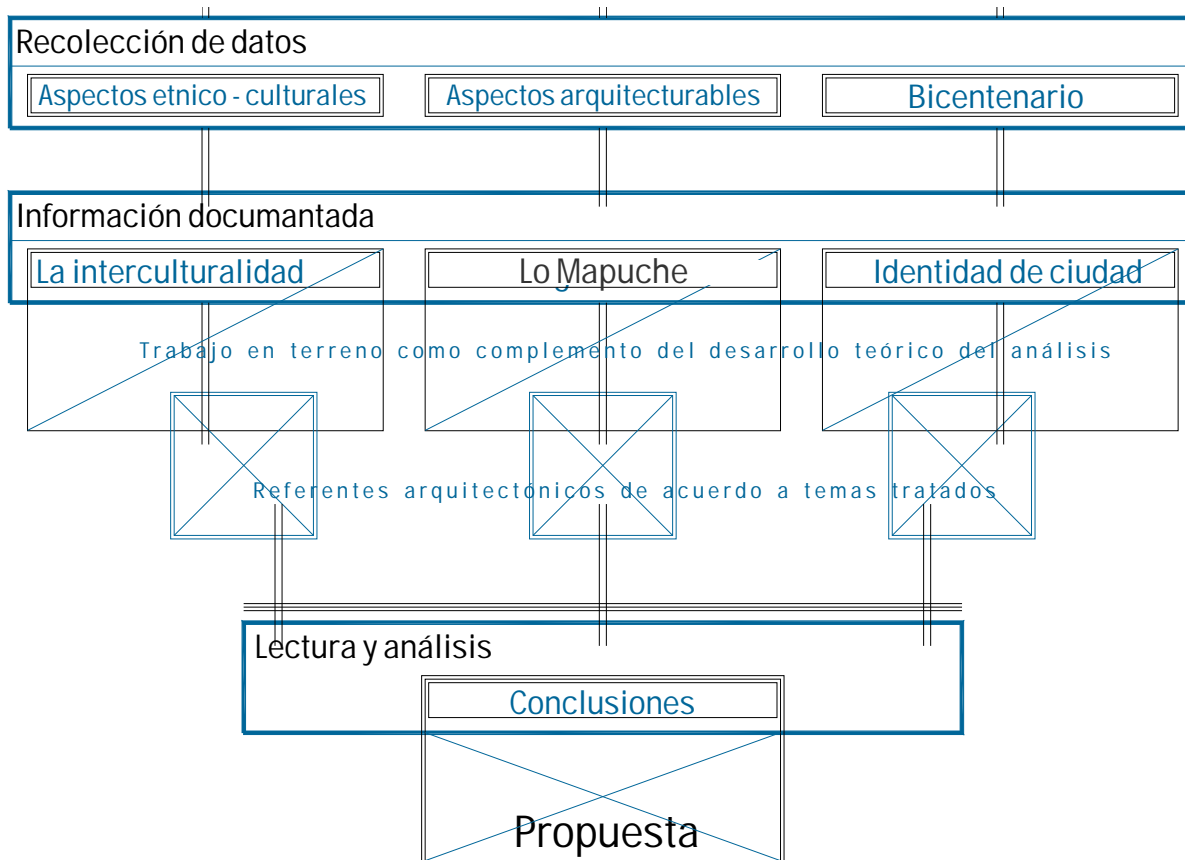 Recolección de datos
Aspectos etnico - culturales
Aspectos arquitecturables
Bicentenario
Información documantada
La interculturalidad
Lo Mapuche
Identidad de ciudad
Trabajo en terreno como complemento del desarrollo teórico del análisis
Referentes arquitectónicos de acuerdo a temas tratados
Lectura y análisis
Conclusiones
Propuesta